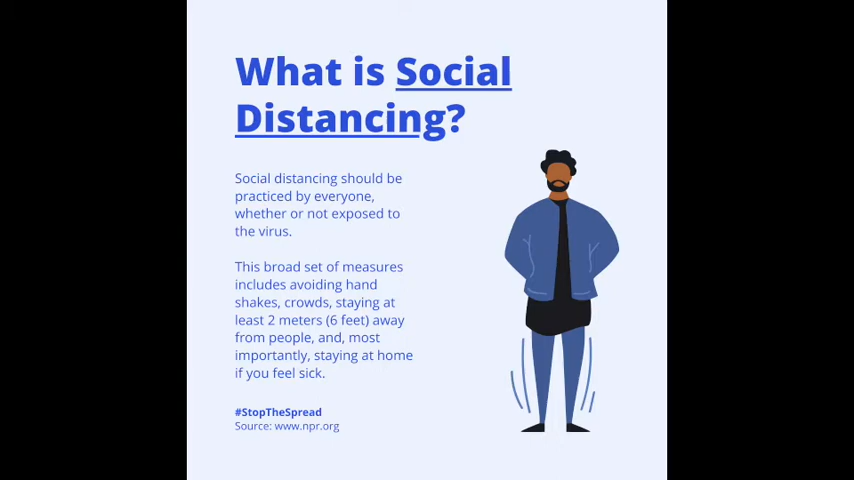 What is Social
Distancing?
Social distancing should be
practiced by everyone,
whether or not exposed to
the virus.
This broad set of measures
includes avoiding hand
shakes, crowds, staying at
least 2 meters (6 feet) away
from people, and, most
importantly, staying at home
if you feel sick.
#StopTheSpread
Source: www.npr.org